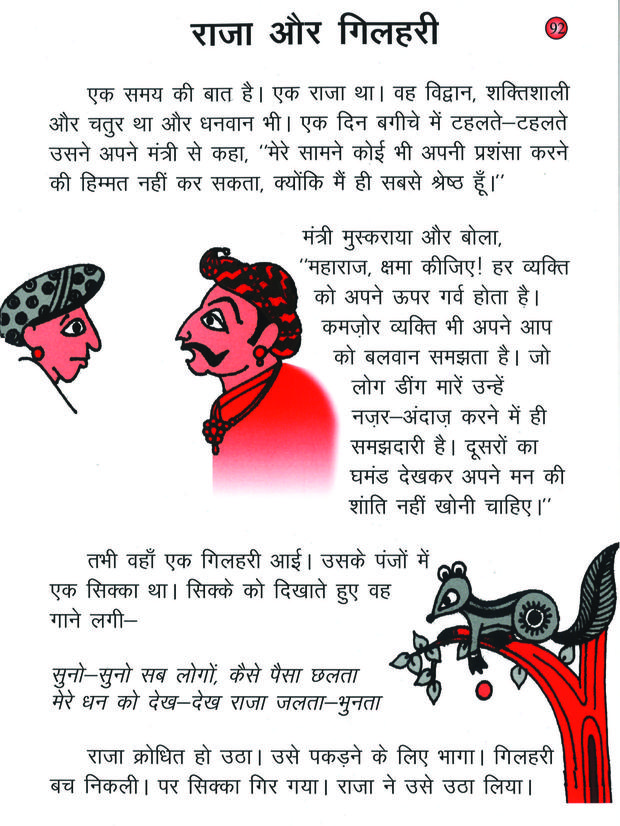 राजा और गिलहरी
92
एक समय की बात है। एक राजा था। वह विद्वान, शक्तिशाली
और चतुर था और धनवान भी। एक दिन बगीचे में टहलते–टहलते
उसने अपने मंत्री से कहा, "मेरे सामने कोई भी अपनी प्रशंसा करने
की हिम्मत नहीं कर सकता, क्योंकि मैं ही सबसे श्रेष्ठ हूँ।"
मंत्री मुस्कराया और बोला,
"महाराज, क्षमा कीजिए! हर व्यक्ति
को अपने ऊपर गर्व होता है।
कमज़ोर व्यक्ति भी अपने आप
को बलवान समझता है। जो
लोग डींग मारें उन्हें
नज़र–अंदाज़ करने में ही
समझदारी है। दूसरों का
घमंड देखकर अपने मन की
शांति नहीं खोनी चाहिए।"
तभी वहाँ एक गिलहरी आई। उसके पंजों में
एक सिक्का था। सिक्के को दिखाते हुए वह
गाने लगी–
सुनो–सुनो सब लोगों, कैसे पैसा छलता
मेरे धन को देख–देख राजा जलता–भुनता
राजा क्रोधित हो उठा। उसे पकड़ने के लिए भागा। गिलहरी
बच निकली। पर सिक्का गिर गया। राजा ने उसे उठा लिया।